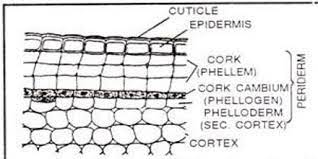 CUTICLE
EPIDERMIS
CORK
(PHELLEM)
CORK CAMBIUM
(PHELLOGEN)
PHELLODERM
(SEC. CORTEX)
CORTEX
PERIDERM